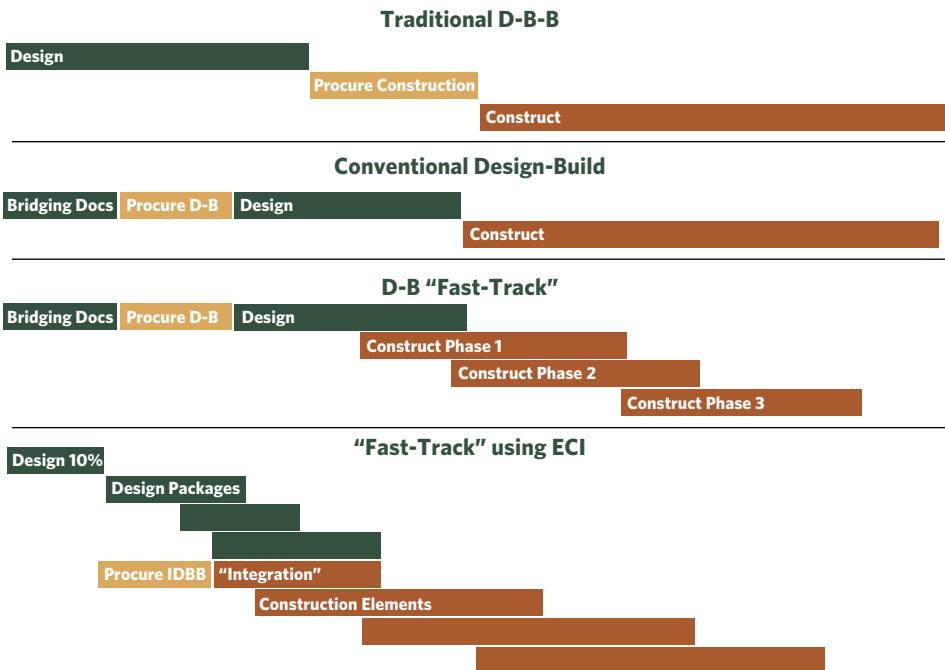 Traditional D-B-B
Design
Procure Construction
Construct
Conventional Design-Build
Bridging Docs Procure D-B Design
Construct
D-B “Fast-Track”
Bridging Docs Procure D-B Design
Construct Phase 1
Construct Phase 2
Construct Phase 3
“Fast-Track” using ECI
Design 10%
Design Packages
Procure IDBB “Integration”
Construction Elements